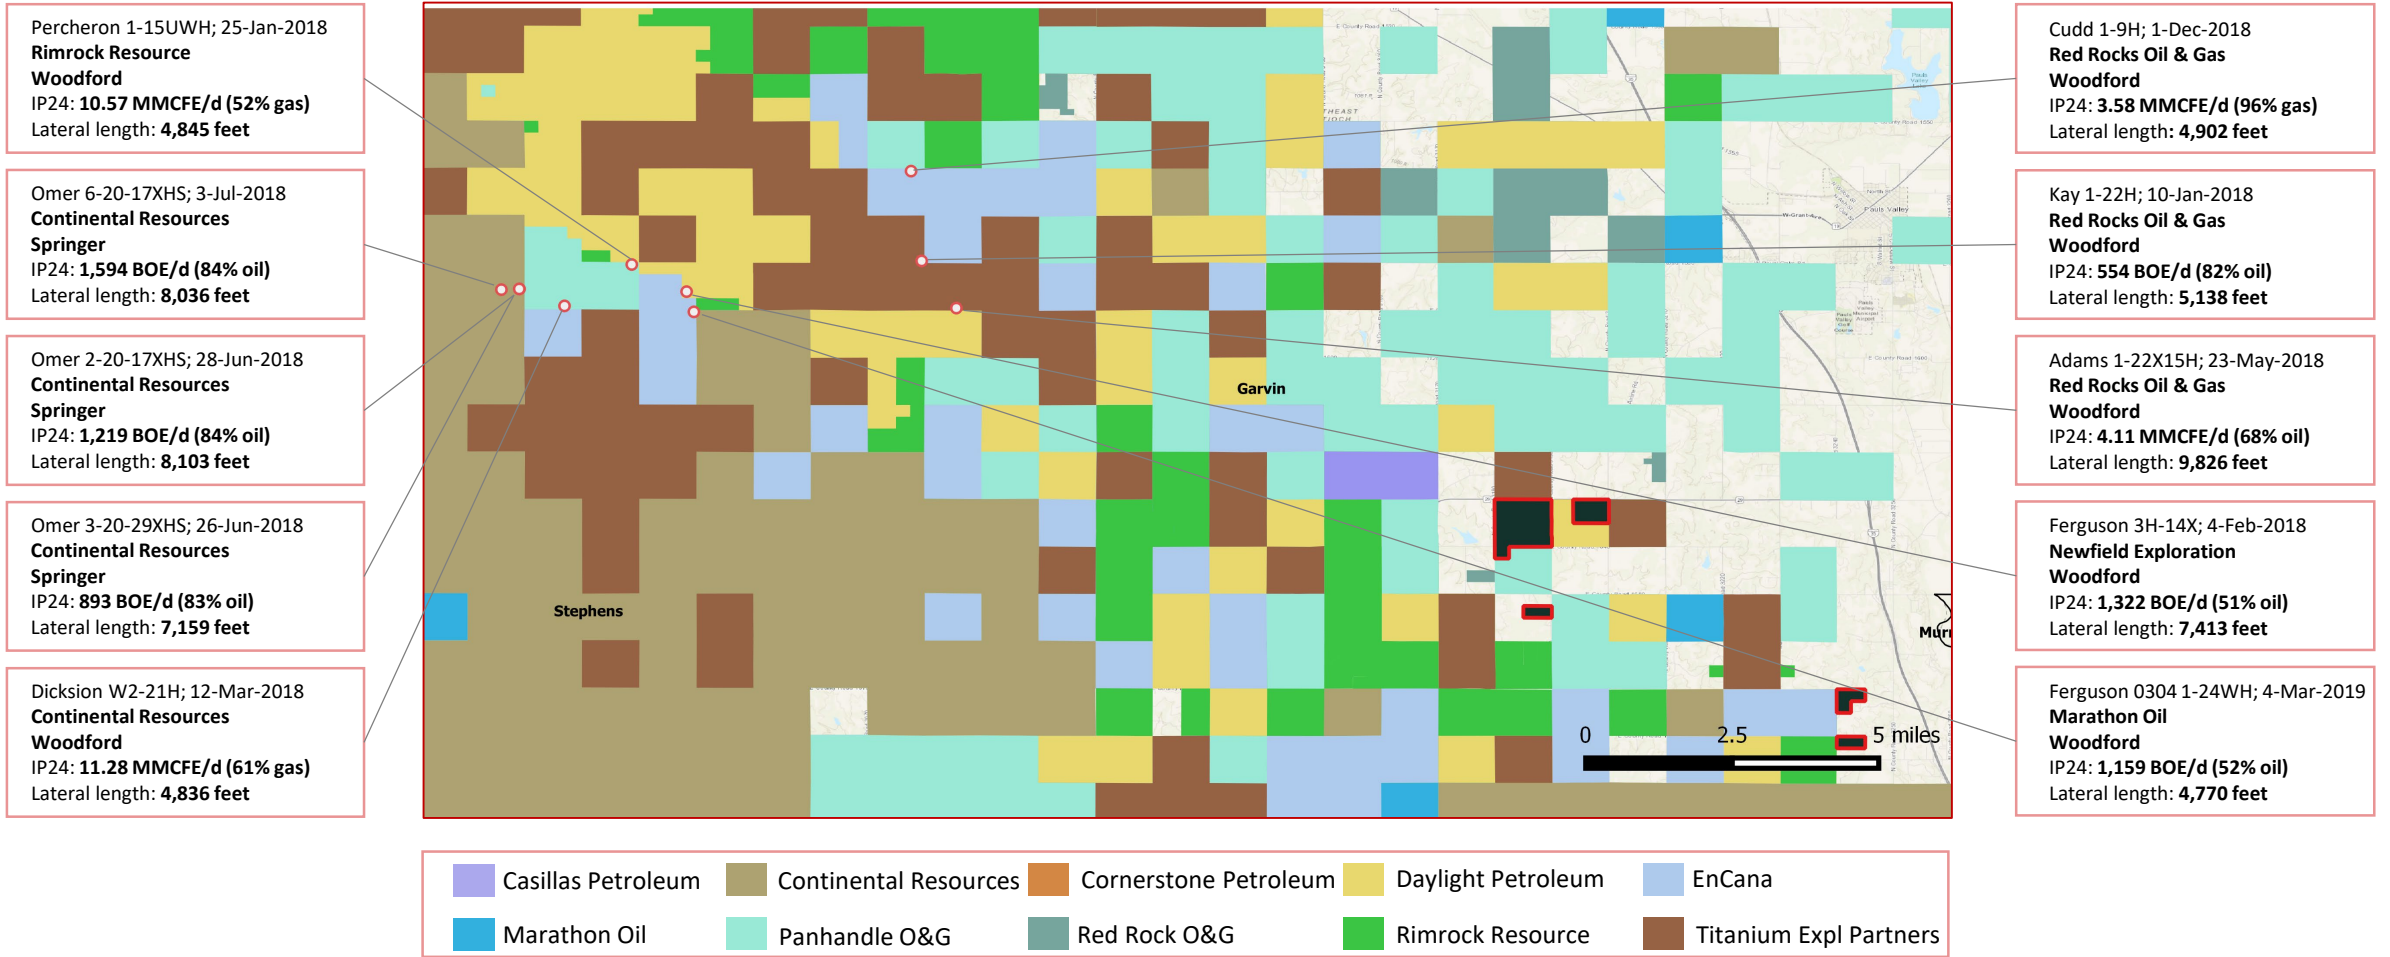 Percheron 1-15UWH; 25-Jan-2018
Rimrock Resource
Woodford
IP24: 10.57 MMCFE/d (52% gas)
Lateral length: 4,845 feet
Omer 6-20-17XHS; 3-Jul-2018
Continental Resources
Springer
IP24: 1,594 BOE/d (84% oil)
Lateral length: 8,036 feet
Omer 2-20-17XHS; 28-Jun-2018
Continental Resources
Springer
IP24: 1,219 BOE/d (84% oil)
Lateral length: 8,103 feet
Omer 3-20-29XHS; 26-Jun-2018
Continental Resources
Springer
IP24: 893 BOE/d (83% oil)
Lateral length: 7,159 feet
Dicksion W2-21H; 12-Mar-2018
Continental Resources
Woodford
IP24: 11.28 MMCFE/d (61% gas)
Lateral length: 4,836 feet
Pauls Valley
W-Grant-Ave
Garvin
Stephens
Murr
0 2.5 5 miles
Cudd 1-9H; 1-Dec-2018
Red Rocks Oil & Gas
Woodford
IP24: 3.58 MMCFE/d (96% gas)
Lateral length: 4,902 feet
Kay 1-22H; 10-Jan-2018
Red Rocks Oil & Gas
Woodford
IP24: 554 BOE/d (82% oil)
Lateral length: 5,138 feet
Adams 1-22X15H; 23-May-2018
Red Rocks Oil & Gas
Woodford
IP24: 4.11 MMCFE/d (68% oil)
Lateral length: 9,826 feet
Ferguson 3H-14X; 4-Feb-2018
Newfield Exploration
Woodford
IP24: 1,322 BOE/d (51% oil)
Lateral length: 7,413 feet
Ferguson 0304 1-24WH; 4-Mar-2019
Marathon Oil
Woodford
IP24: 1,159 BOE/d (52% oil)
Lateral length: 4,770 feet
Casillas Petroleum
Continental Resources
Cornerstone Petroleum
Daylight Petroleum
EnCana
Marathon Oil
Panhandle O&G
Red Rock O&G
Rimrock Resource
Titanium Expl Partners